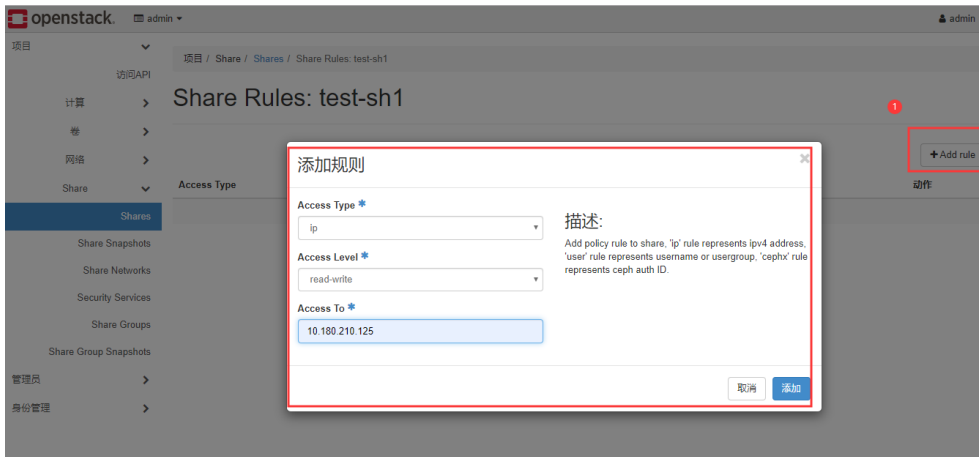 openstack. admin admin
项目
访问API
计算
卷
网络
Share
Shares
Share Snapshots
Share Networks
Security Services
Share Groups
Share Group Snapshots
管理员
身份管理
项目 / Share / Shares / Share Rules: test-sh1
Share Rules: test-sh1
1
+ Add rule
Access Type 动作
添加规则 ×
Access Type *
ip
Access Level *
read-write
Access To *
10.180.210.125
描述:
Add policy rule to share, 'ip' rule represents ipv4 address,
'user' rule represents username or usergroup, 'cephx' rule
represents ceph auth ID.
取消 添加